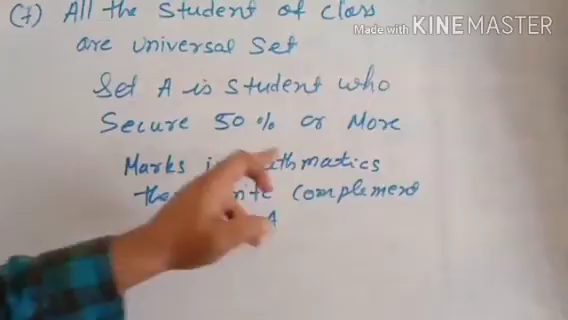 (7) All the Student of class
Made with KINEMASTER
are universal Set
Set A is Student who
Secure 50% or More
Marks
then complement
A